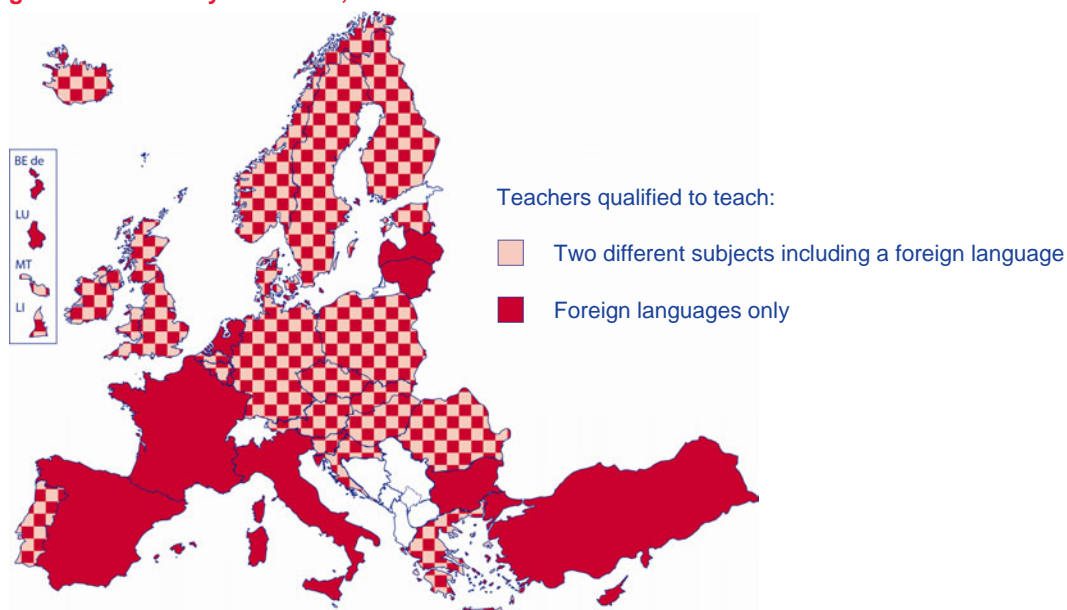 BE de
LU
MT
LI
Teachers qualified to teach:
Two different subjects including a foreign language
Foreign languages only